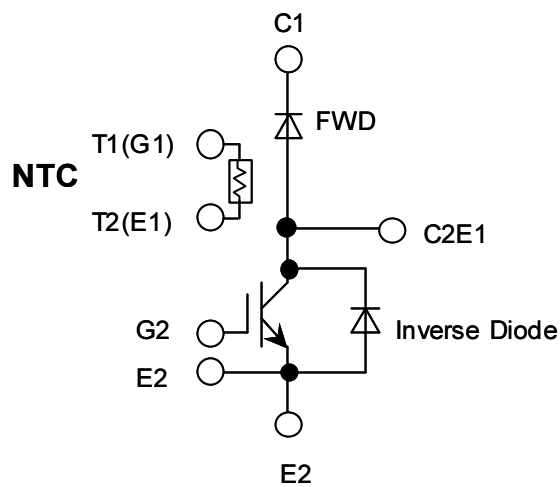 C1
FWD
T1(G1)
NTC
T2(E1)
C2E1
G2
Inverse Diode
E2
E2